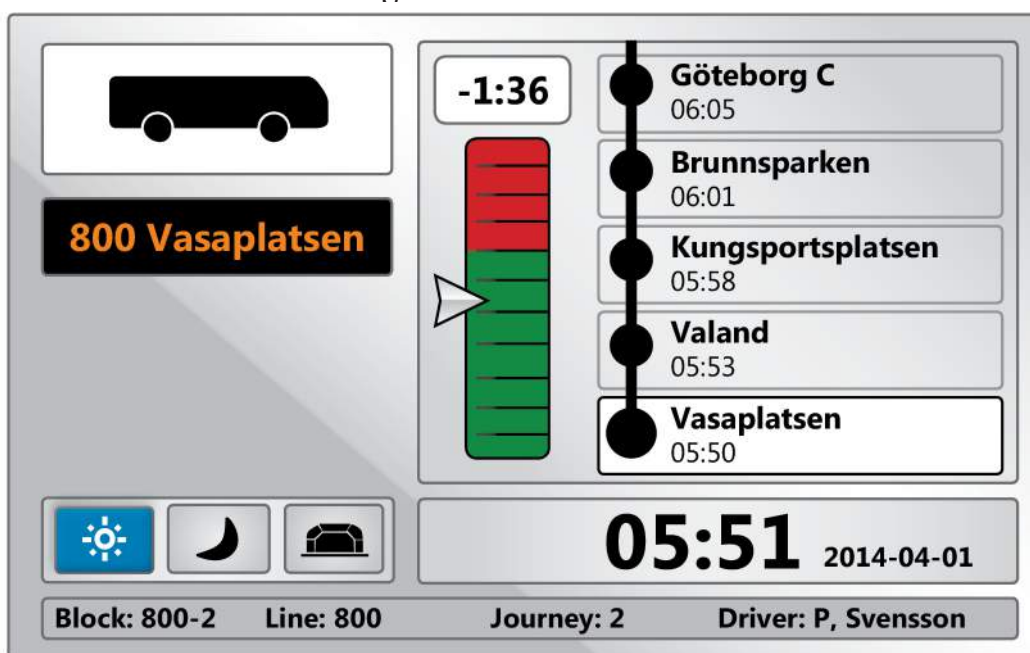 -1:36
Göteborg C
06:05
Brunnsparken
06:01
800 Vasaplatsen
Kungsportsplatsen
05:58
Valand
05:53
Vasaplatsen
05:50
05:51 2014-04-01
Block: 800-2 Line: 800 Journey: 2 Driver: P, Svensson